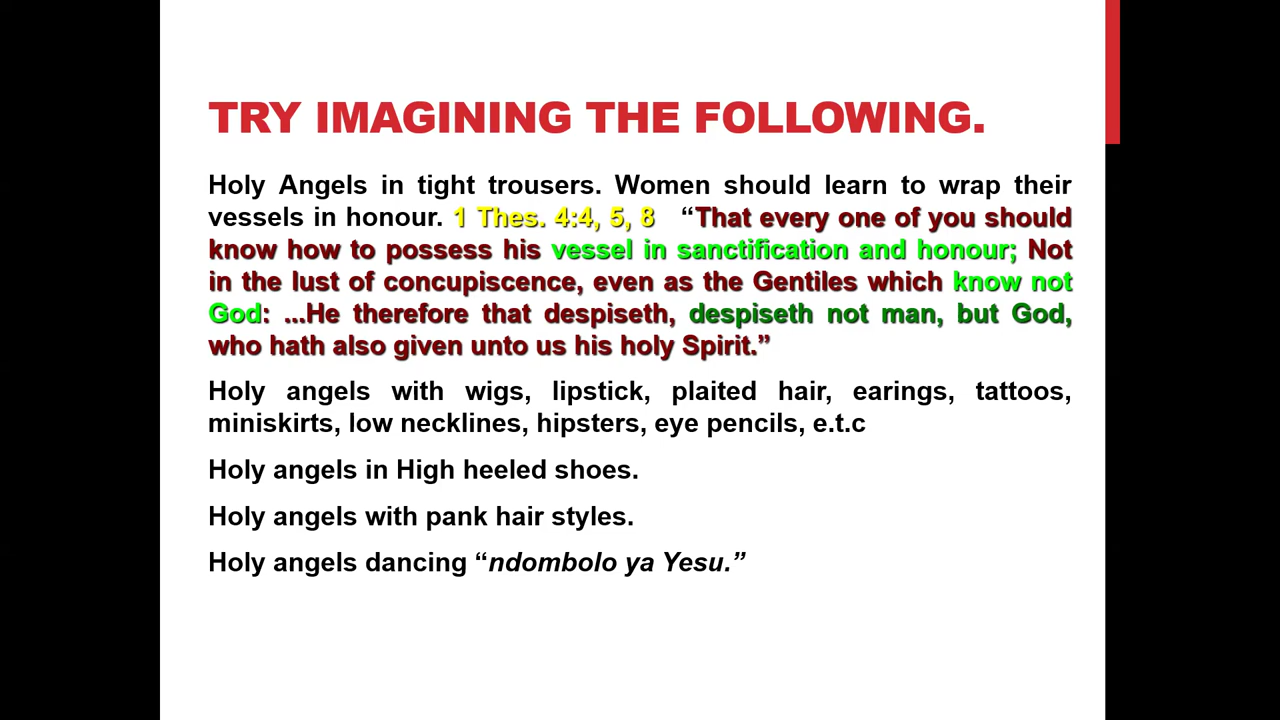 TRY IMAGINING THE FOLLOWING.
Holy Angels in tight trousers. Women should learn to wrap their
vessels in honour. 1 Thes. 4:4, 5, 8 “That every one of you should
know how to possess his vessel in sanctification and honour; Not
in the lust of concupiscence, even as the Gentiles which know not
God: ...He therefore that despiseth, despiseth not man, but God,
who hath also given unto us his holy Spirit.”
Holy angels with wigs, lipstick, plaited hair, earings, tattoos,
miniskirts, low necklines, hipsters, eye pencils, e.t.c
Holy angels in High heeled shoes.
Holy angels with pank hair styles.
Holy angels dancing “ndombolo ya Yesu.”